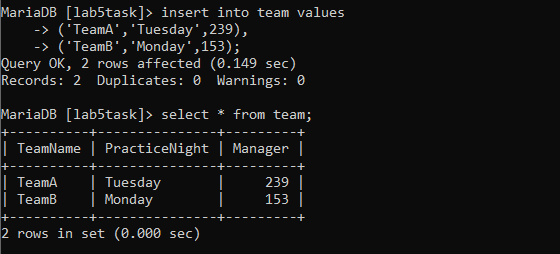 MariaDB [lab5task]> insert into team values
    -> ('TeamA','Tuesday',239),
    -> ('TeamB','Monday',153);
Query OK, 2 rows affected (0.149 sec)
Records: 2  Duplicates: 0  Warnings: 0

MariaDB [lab5task]> select * from team;
+----------+---------------+---------+
| TeamName | PracticeNight | Manager |
+----------+---------------+---------+
| TeamA    | Tuesday       |     239 |
| TeamB    | Monday        |     153 |
+----------+---------------+---------+
2 rows in set (0.000 sec)